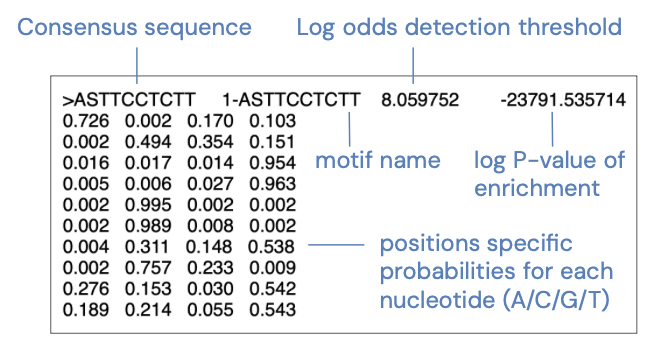 Consensus sequence Log odds detection threshold
>ASTTCCTCTT 1-ASTTCCTCTT 8.059752 -23791.535714
0.726 0.002 0.170 0.103
0.002 0.494 0.354 0.151
0.016 0.017 0.014 0.954
motif name
log P-value of
enrichment
0.005 0.006 0.027 0.963
0.002 0.995 0.002 0.002
0.002 0.989 0.008 0.002
0.004 0.311 0.148 0.538
0.002 0.757 0.233 0.009
0.276 0.153 0.030 0.542
0.189 0.214 0.055 0.543
positions specific
probabilities for each
nucleotide (A/C/G/T)